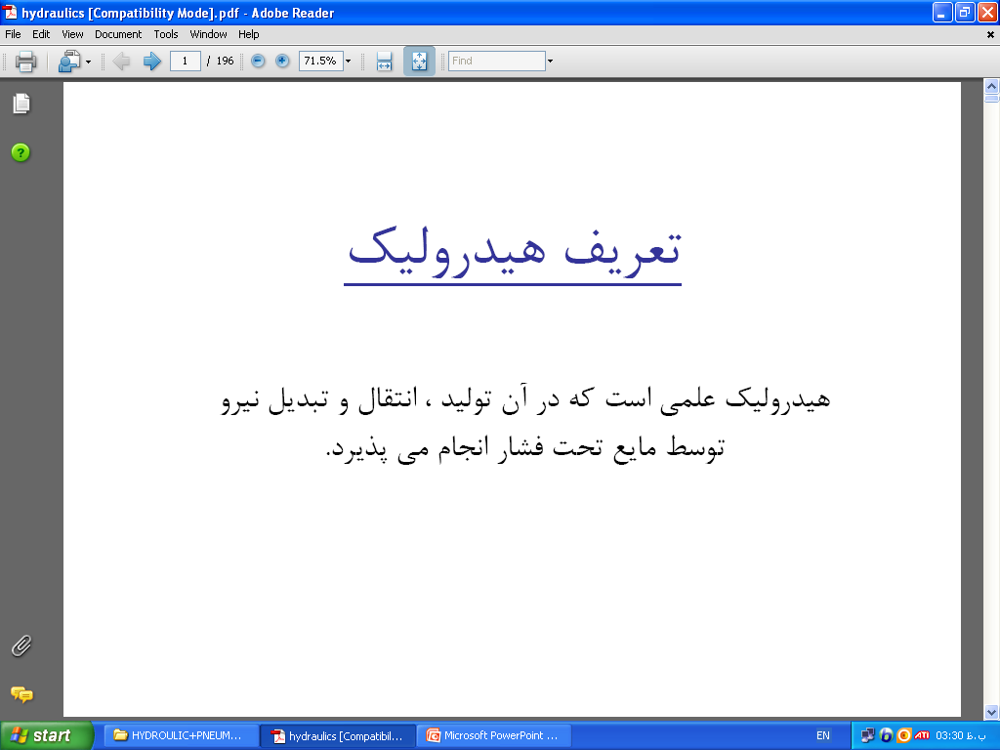 hydraulics [Compatibility Mode].pdf - Adobe Reader
File Edit View Document Tools Window Help
1 / 196 71.5% Find
تعریف هیدرولیک
هیدرولیک علمی است که در آن تولید ، انتقال و تبدیل نیرو
توسط مایع تحت فشار انجام می پذیرد.
start HYDROULIC+PNEUM... hydraulics [Compatibil... Microsoft PowerPoint ... EN ATI 03:30 ب.ظ